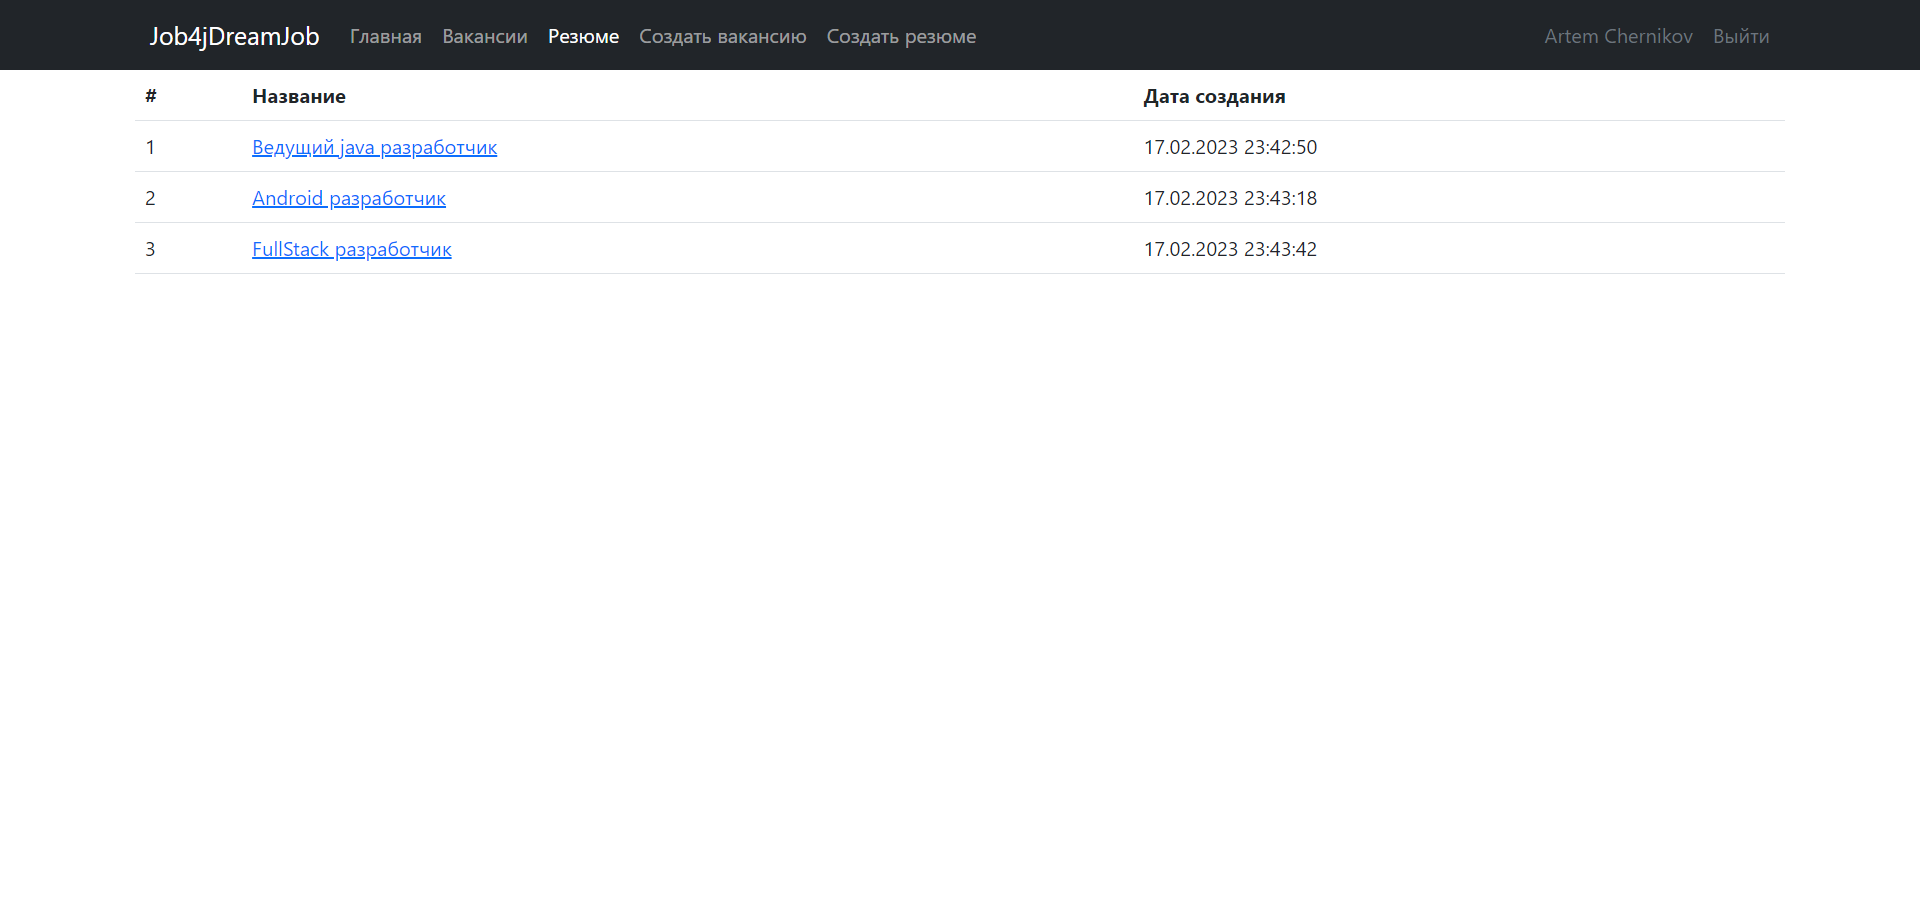 Job4jDreamJob Главная Вакансии Резюме Создать вакансию Создать резюме Artem Chernikov Выйти
# Название Дата создания
1 Ведущий java разработчик 17.02.2023 23:42:50
2 Android разработчик 17.02.2023 23:43:18
3 FullStack разработчик 17.02.2023 23:43:42